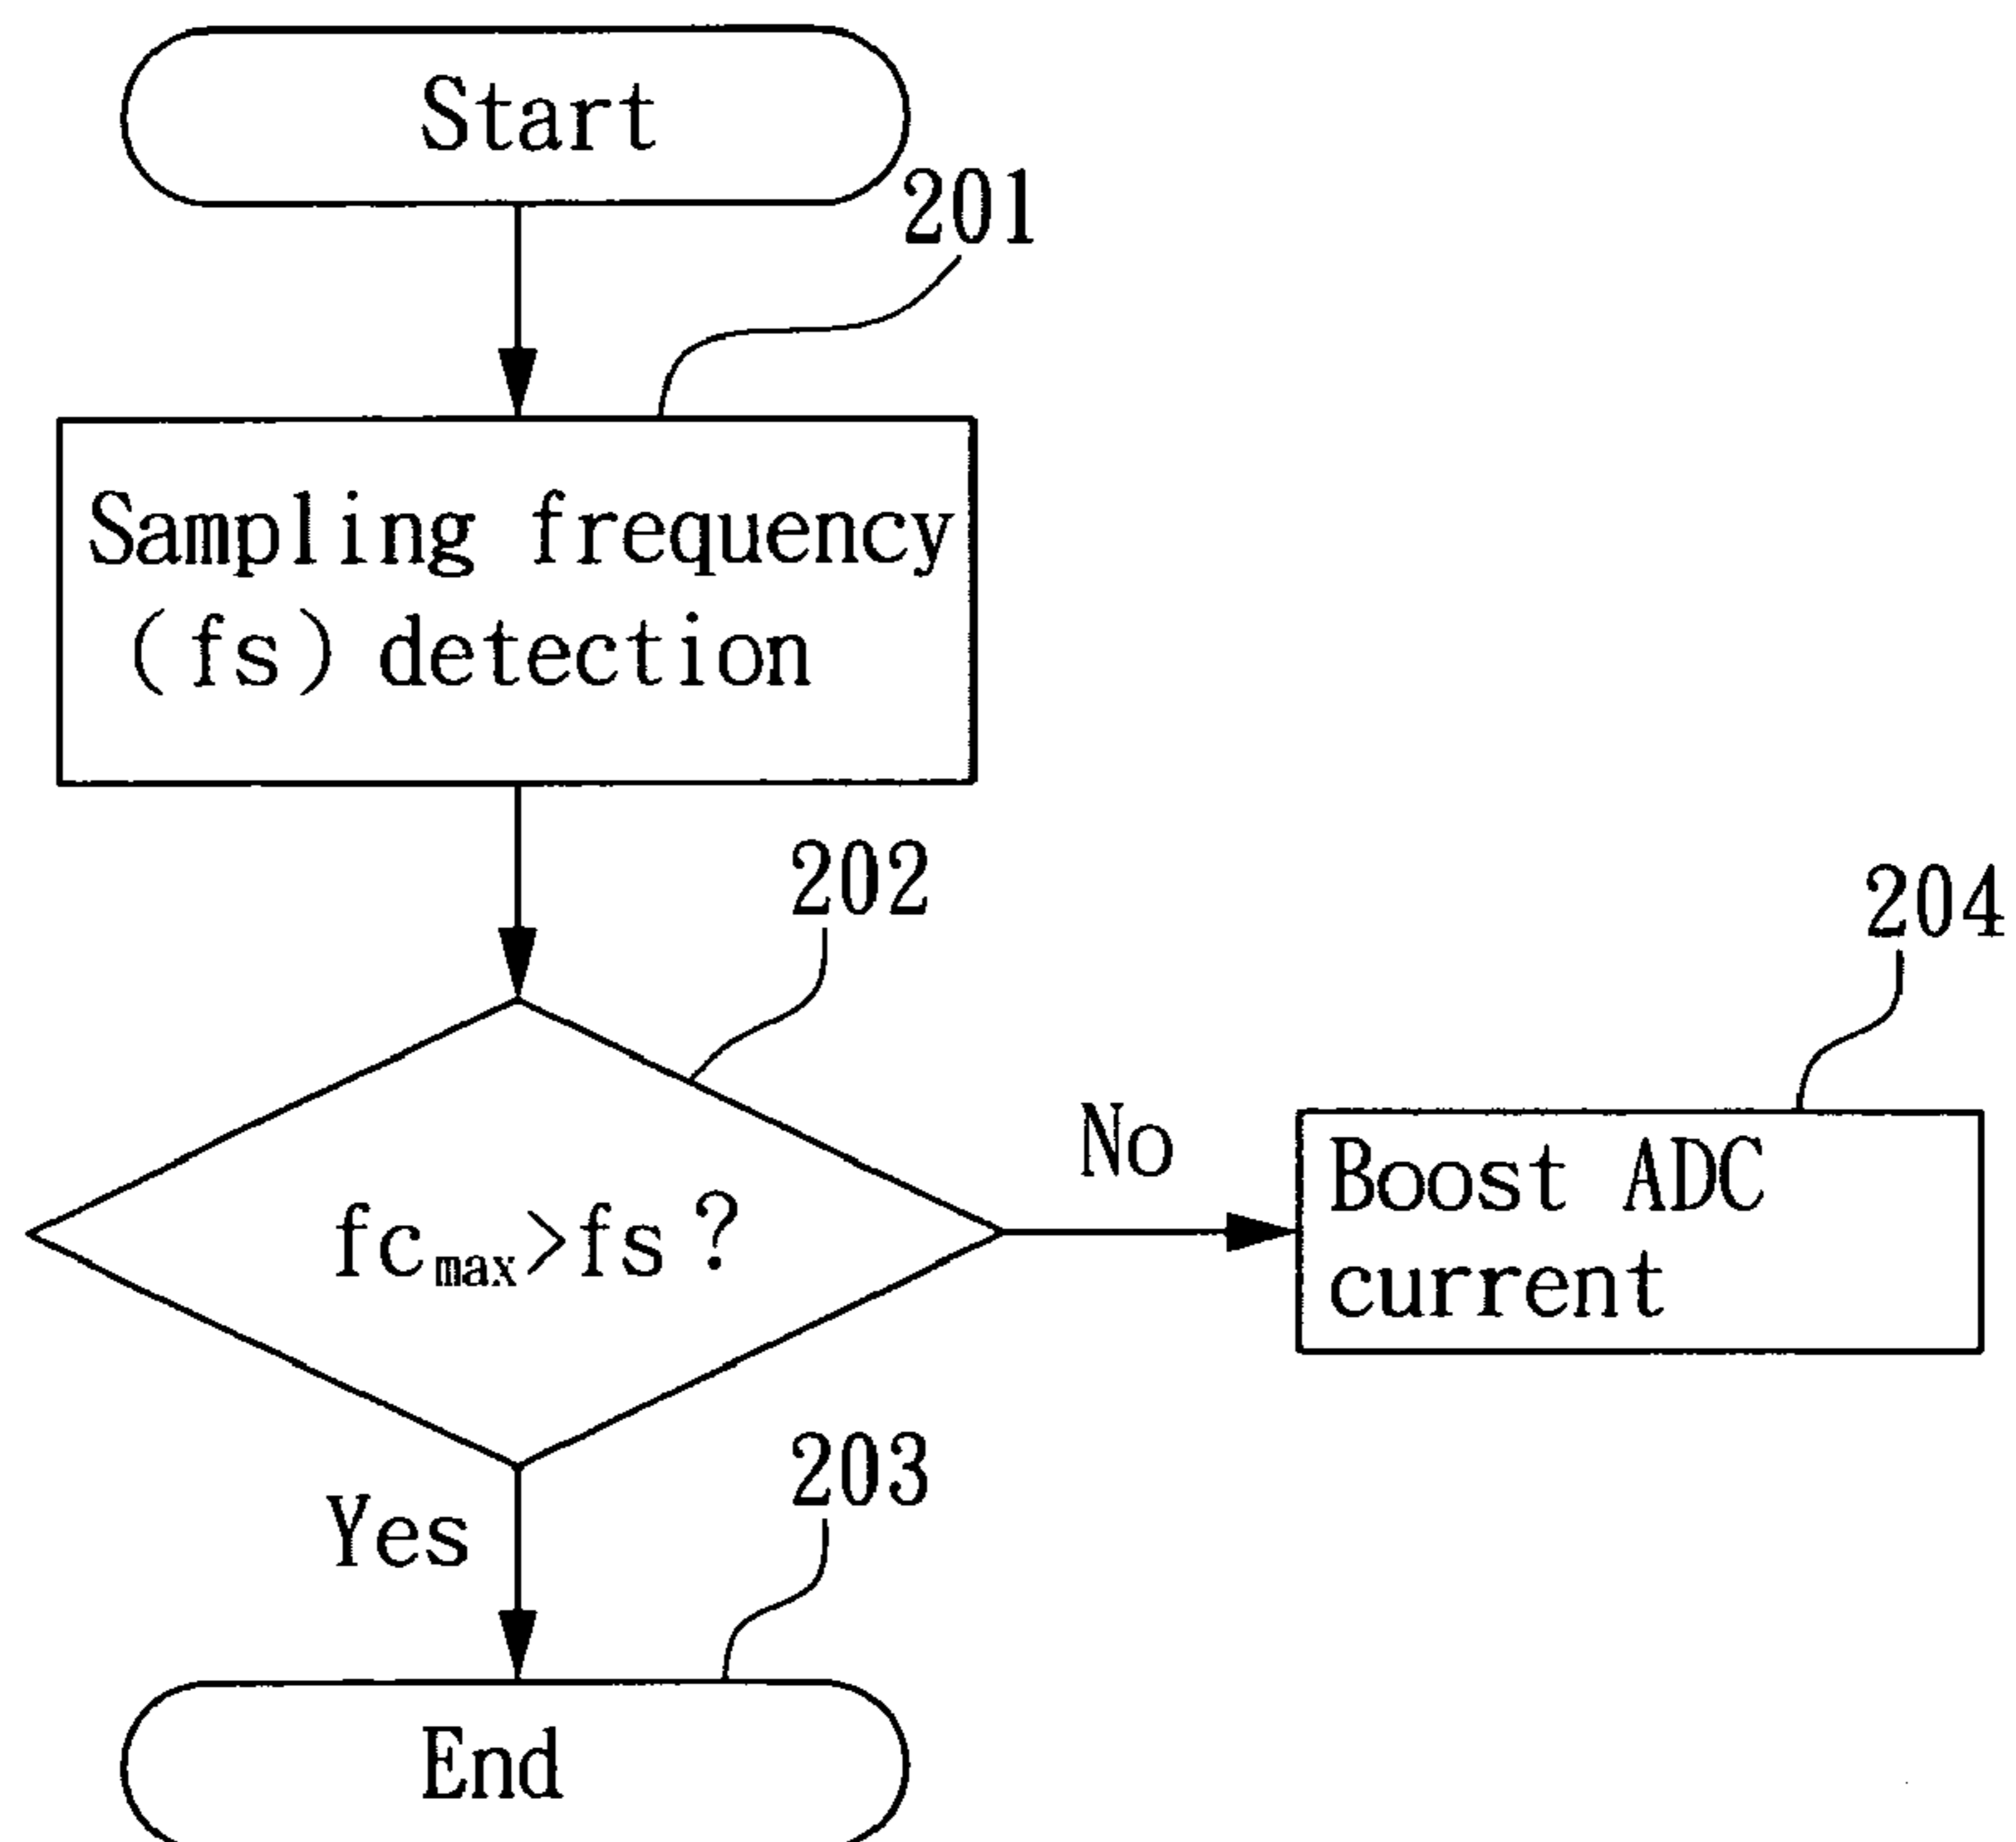 Start
201
Sampling frequency
(fs) detection
202
204
No
Boost ADC
current
fcmax>fs?
Yes
203
End